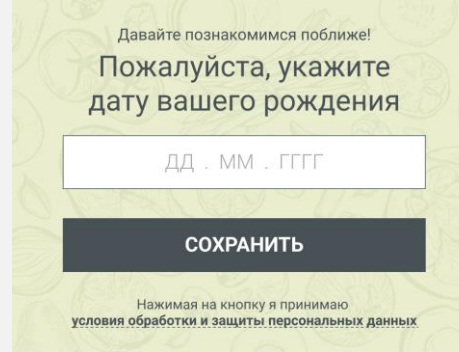 Давайте познакомимся поближе!
Пожалуйста, укажите
дату вашего рождения
ДД . ММ . ГГГГ
СОХРАНИТЬ
Нажимая на кнопку я принимаю
условия обработки и защиты персональных данных